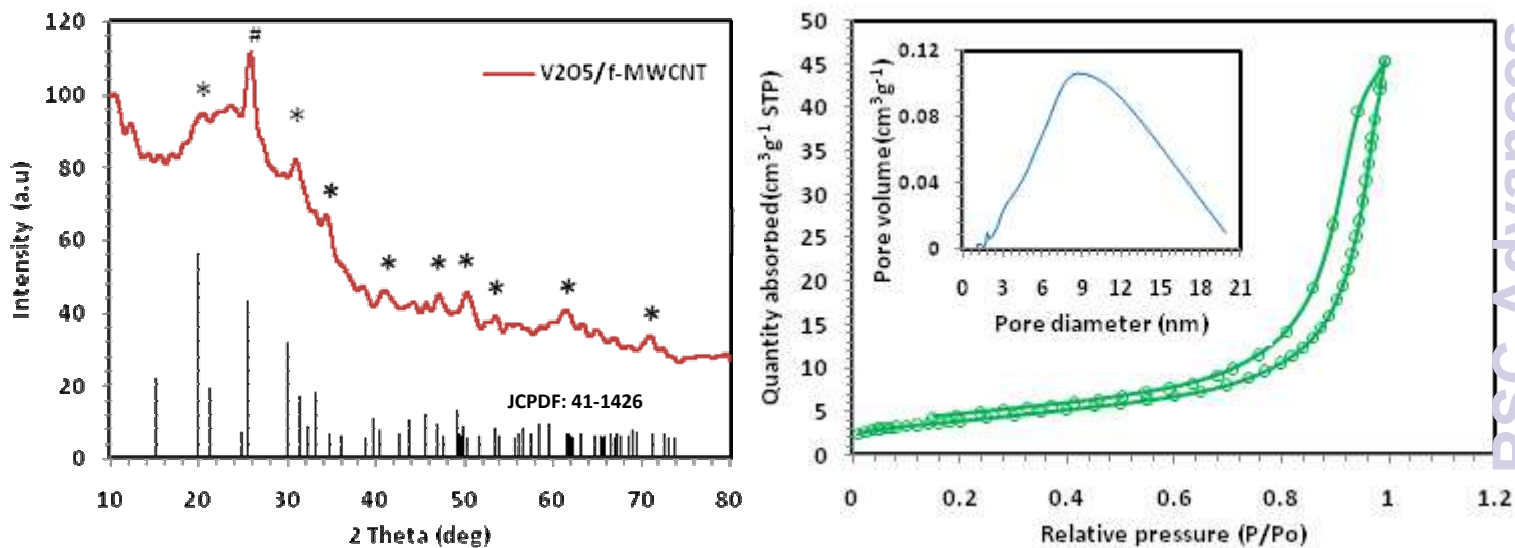 120
100
80
60
40
20
0
Intensity (a.u)
#
*
*
*
*
*
*
*
*
*
V2O5/f-MWCNT
JCPDF: 41-1426
10 20 30 40 50 60 70 80
2 Theta (deg)
50
45
40
35
30
25
20
15
10
5
0
Quantity absorbed(cm³g⁻¹ STP)
0.12
0.08
0.04
0
Pore volume(cm³g⁻¹)
0 3 6 9 12 15 18 21
Pore diameter (nm)
0 0.2 0.4 0.6 0.8 1 1.2
Relative pressure (P/Po)